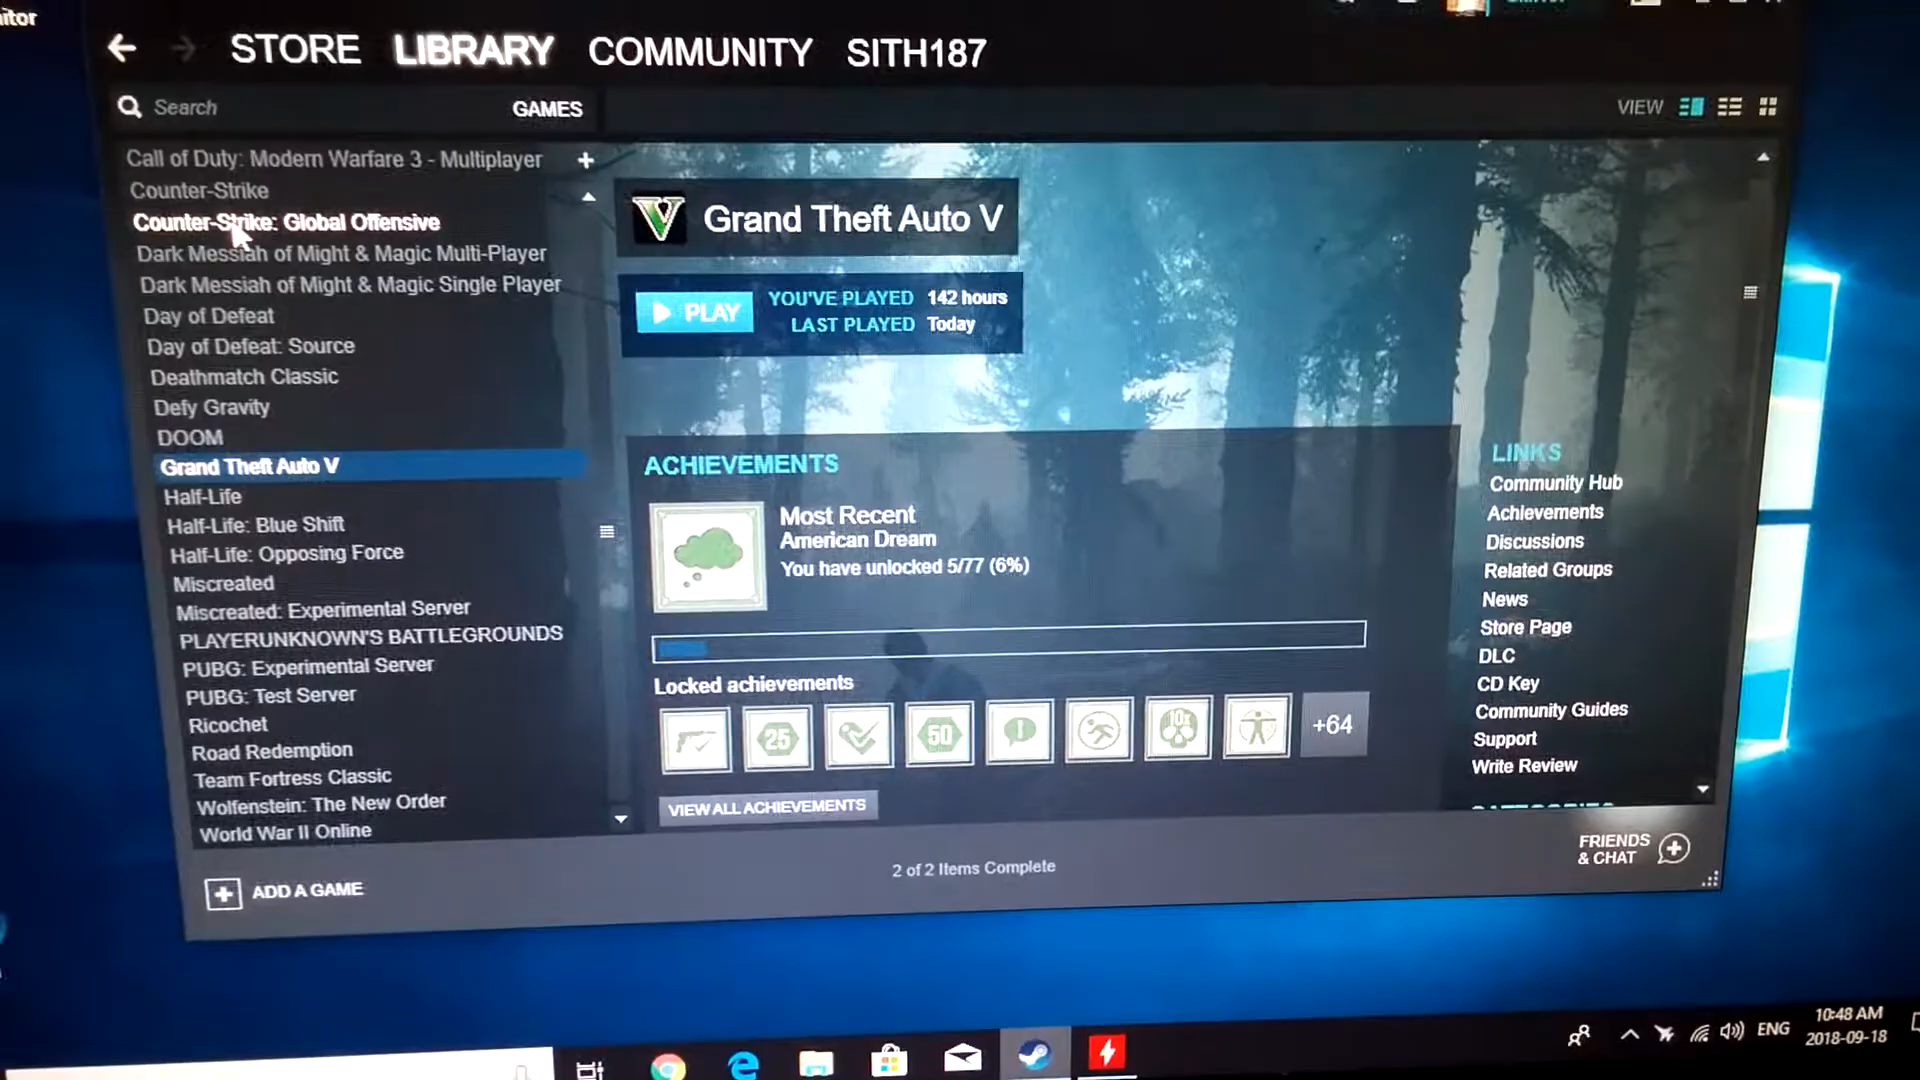 itor
STORE LIBRARY COMMUNITY SITH187
Search GAMES
VIEW
Call of Duty: Modern Warfare 3 - Multiplayer
Counter-Strike
Counter-Strike: Global Offensive
Dark Messiah of Might & Magic Multi-Player
Dark Messiah of Might & Magic Single Player
Day of Defeat
Day of Defeat: Source
Deathmatch Classic
Defy Gravity
DOOM
Grand Theft Auto V
Half-Life
Half-Life: Blue Shift
Half-Life: Opposing Force
Miscreated
Miscreated: Experimental Server
PLAYERUNKNOWN'S BATTLEGROUNDS
PUBG: Experimental Server
PUBG: Test Server
Ricochet
Road Redemption
Team Fortress Classic
Wolfenstein: The New Order
World War II Online
ADD A GAME
V Grand Theft Auto V
PLAY
YOU'VE PLAYED 142 hours
LAST PLAYED Today
ACHIEVEMENTS
Most Recent
American Dream
You have unlocked 5/77 (6%)
Locked achievements
25 50 10x +64
VIEW ALL ACHIEVEMENTS
LINKS
Community Hub
Achievements
Discussions
Related Groups
News
Store Page
DLC
CD Key
Community Guides
Support
Write Review
2 of 2 Items Complete
FRIENDS
& CHAT
ENG
10:48 AM
2018-09-18